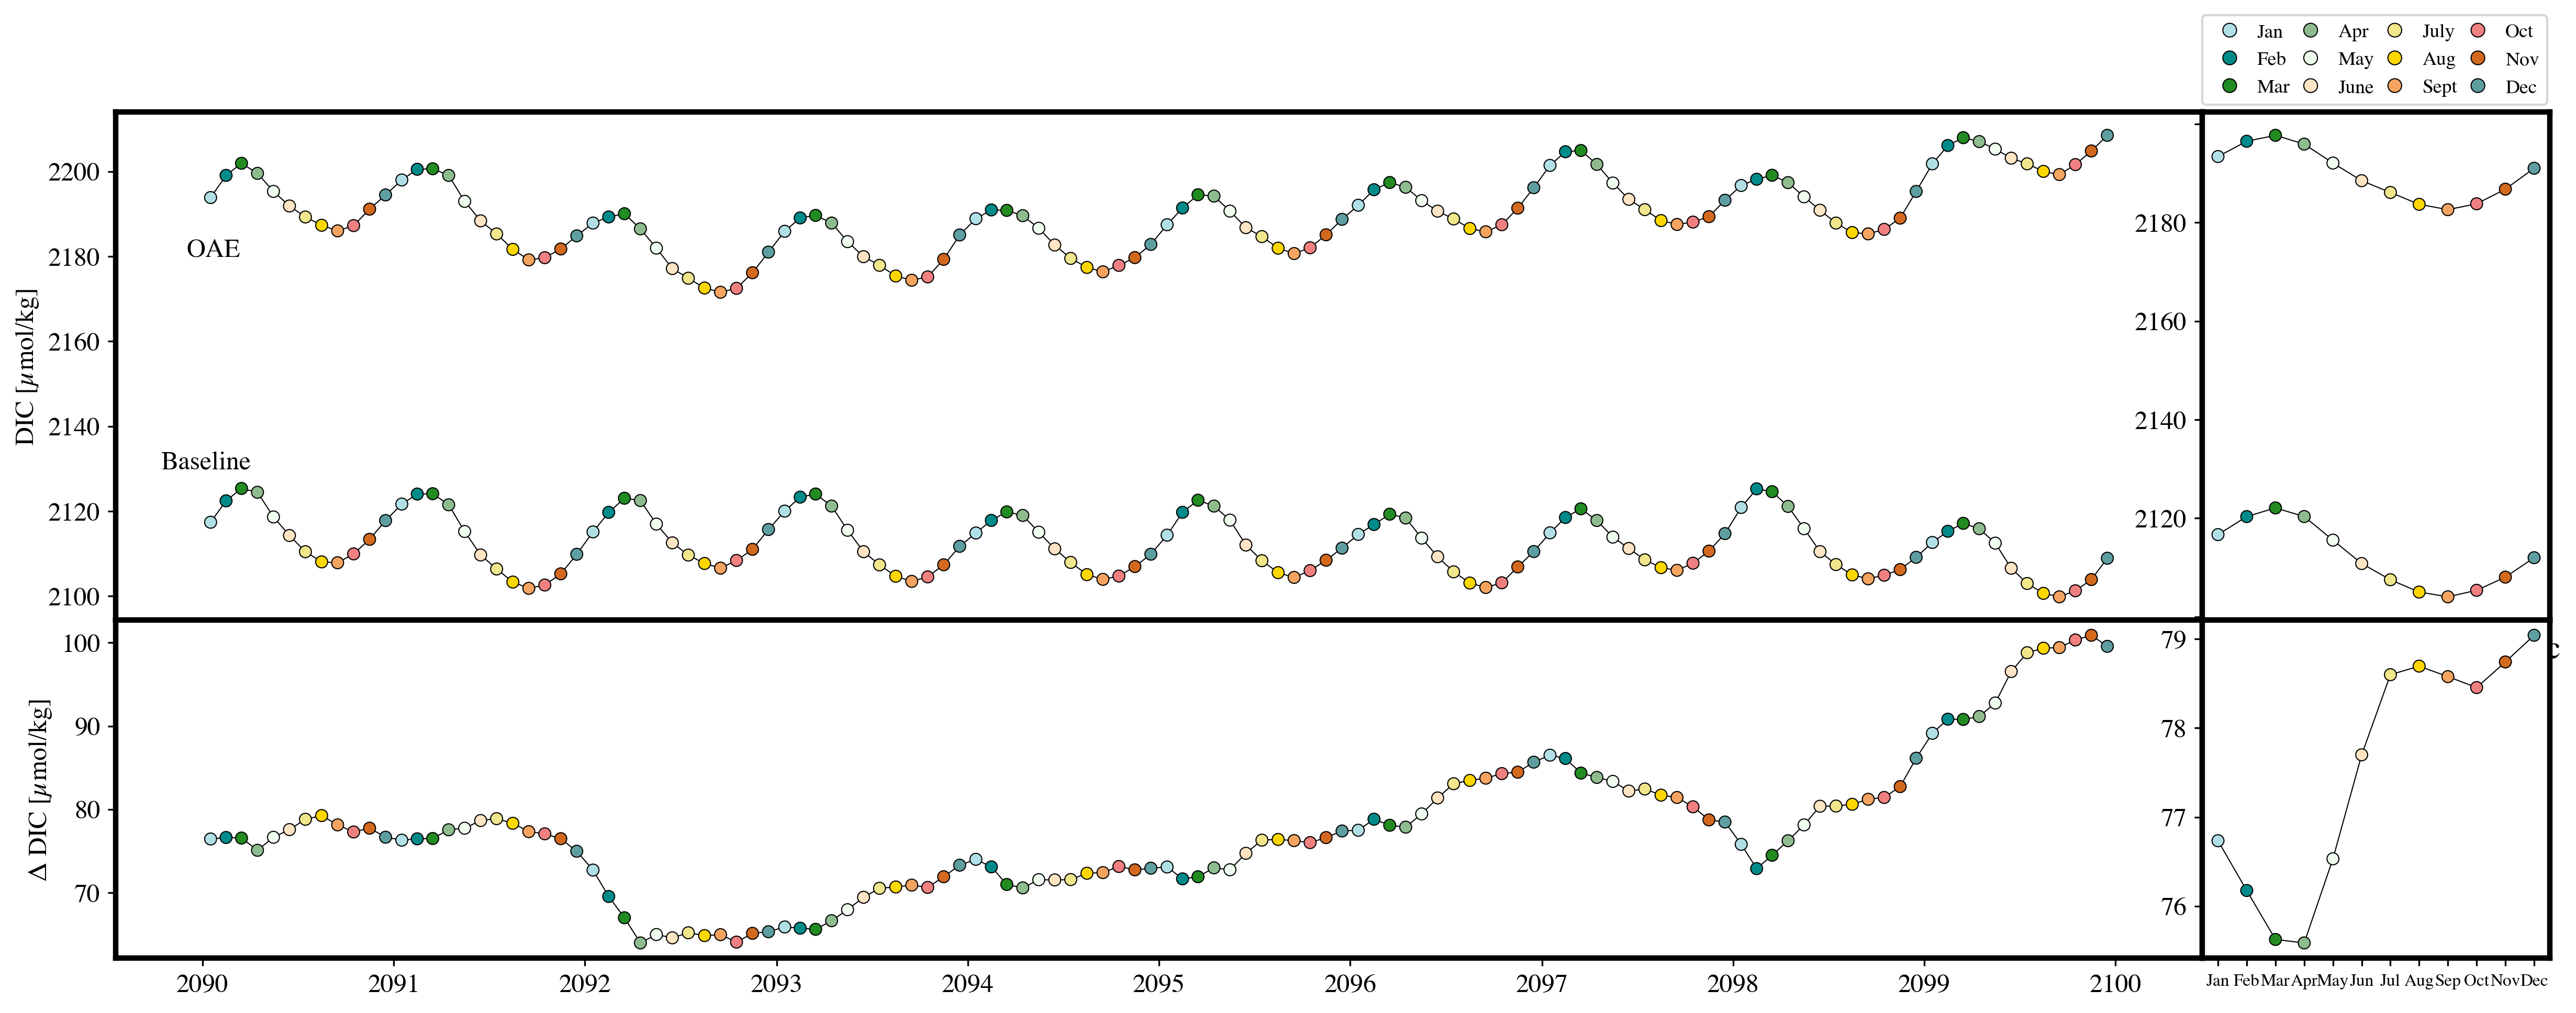 Jan Apr July Oct
Feb May Aug Nov
Mar June Sept Dec
DIC [µmol/kg]
2200
2180
2160
2140
2120
2100
OAE
Baseline
2180
2160
2140
2120
Δ DIC [µmol/kg]
100
90
80
70
79
78
77
76
c
2090 2091 2092 2093 2094 2095 2096 2097 2098 2099 2100
Jan Feb Mar Apr May Jun Jul Aug Sep Oct Nov Dec